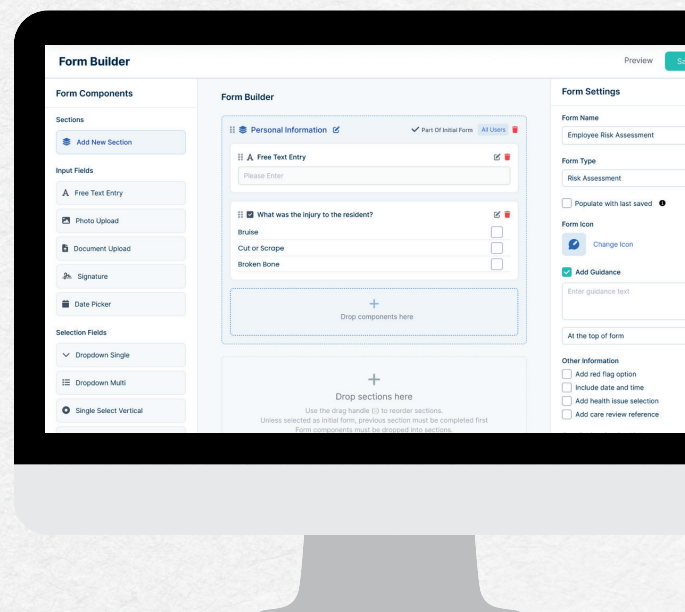 Form Builder
Preview
Form Components
Sections
Add New Section
Input Fields
A Free Text Entry
Photo Upload
Document Upload
Signature
Date Picker
Selection Fields
Dropdown Single
Dropdown Multi
Single Select Vertical
Form Builder
Personal Information
Part Of Initial Form
All Users
A Free Text Entry
Please Enter
What was the injury to the resident?
Bruise
Cut or Scrape
Broken Bone
Drop components here
Drop sections here
Use the drag handle (⁝⁝) to reorder sections.
Unless selected as initial form, previous section must be completed first
Form components must be dropped into sections.
Form Settings
Form Name
Employee Risk Assessment
Form Type
Risk Assessment
Populate with last saved
Form Icon
Change Icon
Add Guidance
Enter guidance text
At the top of form
Other Information
Add red flag option
Include date and time
Add health issue selection
Add care review reference